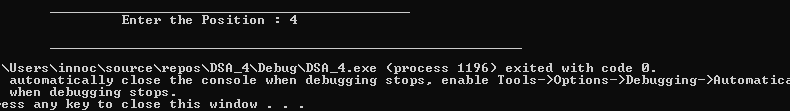 Enter the Position : 4
\Users\innoc\source\repos\DSA_4\Debug\DSA_4.exe (process 1196) exited with code 0.
automatically close the console when debugging stops, enable Tools->Options->Debugging->Automatica
when debugging stops.
ess any key to close this window . . .